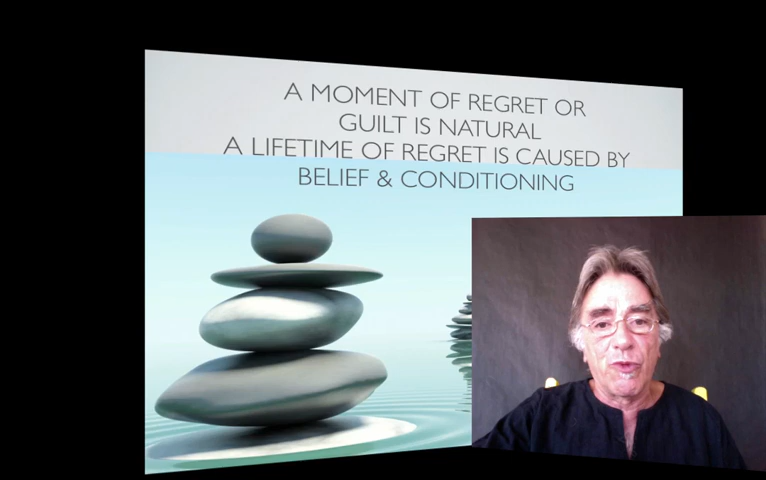 A MOMENT OF REGRET OR
GUILT IS NATURAL
A LIFETIME OF REGRET IS CAUSED BY
BELIEF & CONDITIONING